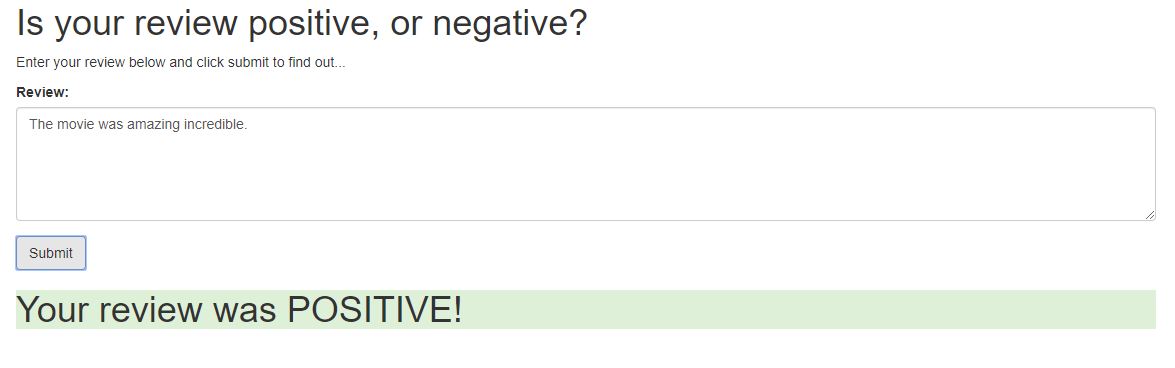 Is your review positive, or negative?
Enter your review below and click submit to find out...
Review:
The movie was amazing incredible.
Submit
Your review was POSITIVE!